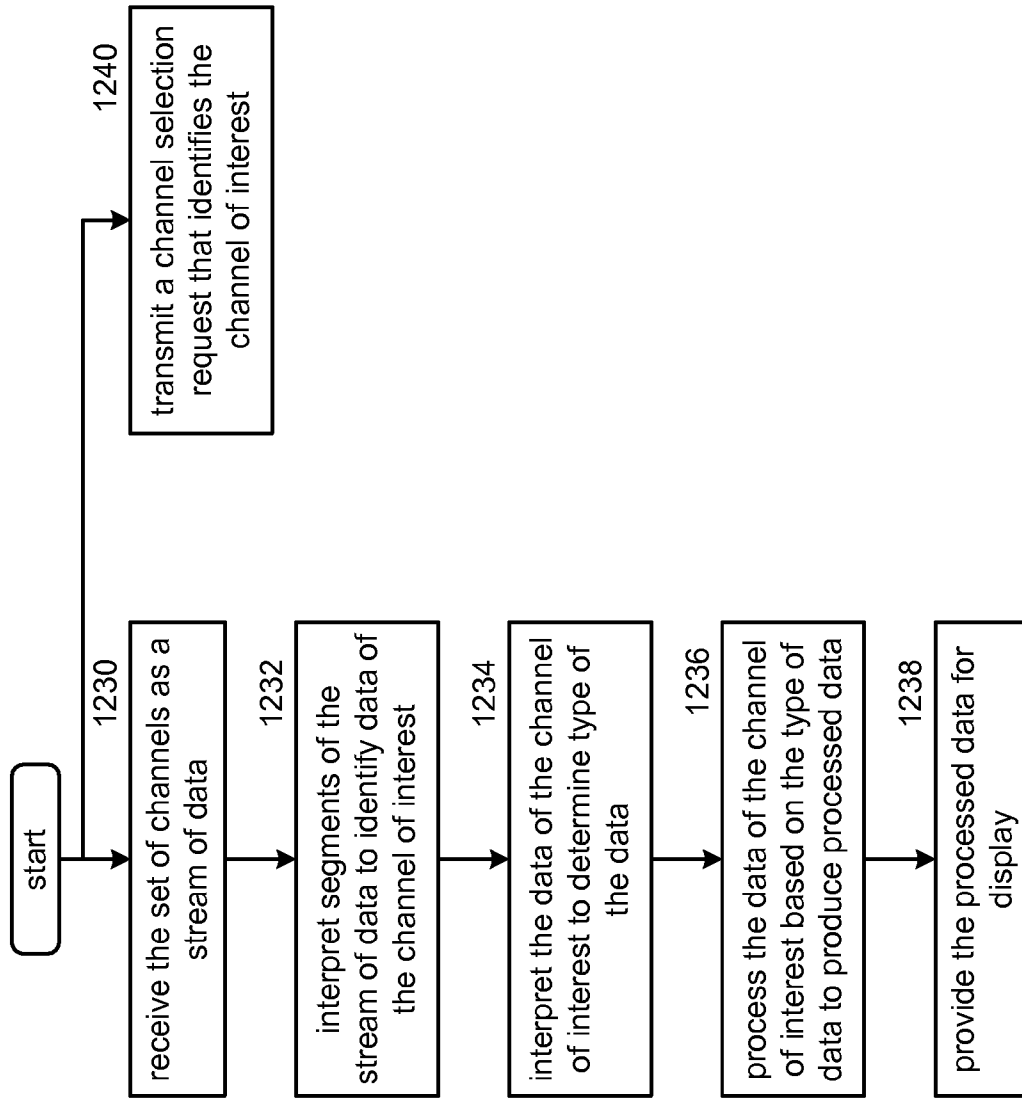 start
1230
receive the set of channels as a
stream of data
1232
interpret segments of the
stream of data to identify data of
the channel of interest
1234
interpret the data of the channel
of interest to determine type of
the data
1236
process the data of the channel
of interest based on the type of
data to produce processed data
1238
provide the processed data for
display
1240
transmit a channel selection
request that identifies the
channel of interest